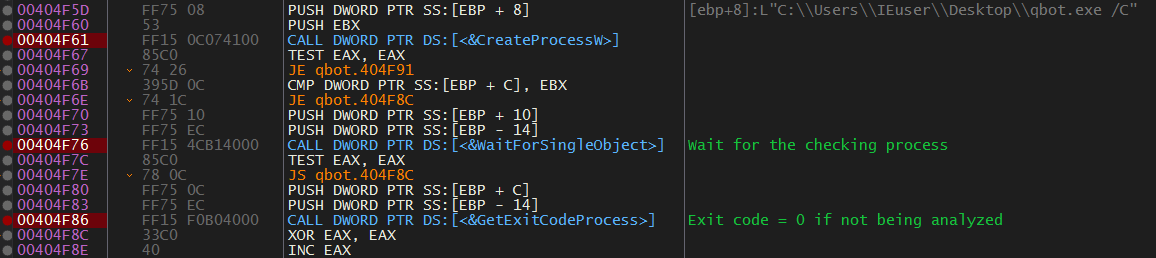 00404F5D FF75 08 PUSH DWORD PTR SS:[EBP + 8] [ebp+8]:L"C:\\Users\\IEuser\\Desktop\\qbot.exe /C"
00404F60 53 PUSH EBX
00404F61 FF15 0C074100 CALL DWORD PTR DS:[<&CreateProcessW>]
00404F67 85C0 TEST EAX, EAX
00404F69 74 26 JE qbot.404F91
00404F6B 395D 0C CMP DWORD PTR SS:[EBP + C], EBX
00404F6E 74 1C JE qbot.404F8C
00404F70 FF75 10 PUSH DWORD PTR SS:[EBP + 10]
00404F73 FF75 EC PUSH DWORD PTR SS:[EBP - 14]
00404F76 FF15 4CB14000 CALL DWORD PTR DS:[<&WaitForSingleObject>] Wait for the checking process
00404F7C 85C0 TEST EAX, EAX
00404F7E 78 0C JS qbot.404F8C
00404F80 FF75 0C PUSH DWORD PTR SS:[EBP + C]
00404F83 FF75 EC PUSH DWORD PTR SS:[EBP - 14]
00404F86 FF15 F0B04000 CALL DWORD PTR DS:[<&GetExitCodeProcess>] Exit code = 0 if not being analyzed
00404F8C 33C0 XOR EAX, EAX
00404F8E 40 INC EAX